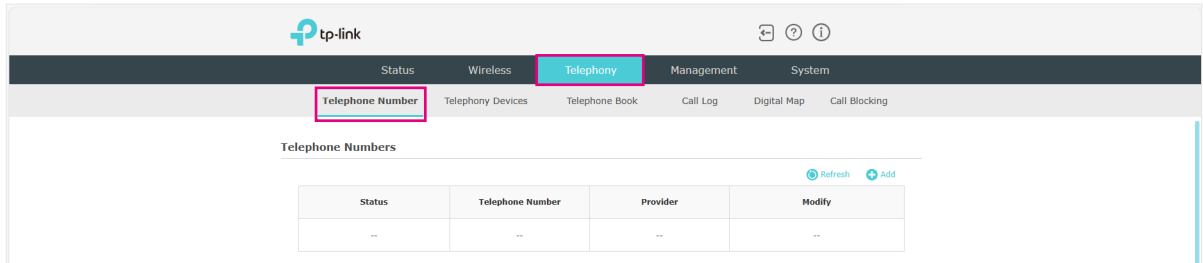 tp-link
Status Wireless Telephony Management System
Telephone Number Telephony Devices Telephone Book Call Log Digital Map Call Blocking
Telephone Numbers
Refresh Add
Status Telephone Number Provider Modify
-- -- -- --